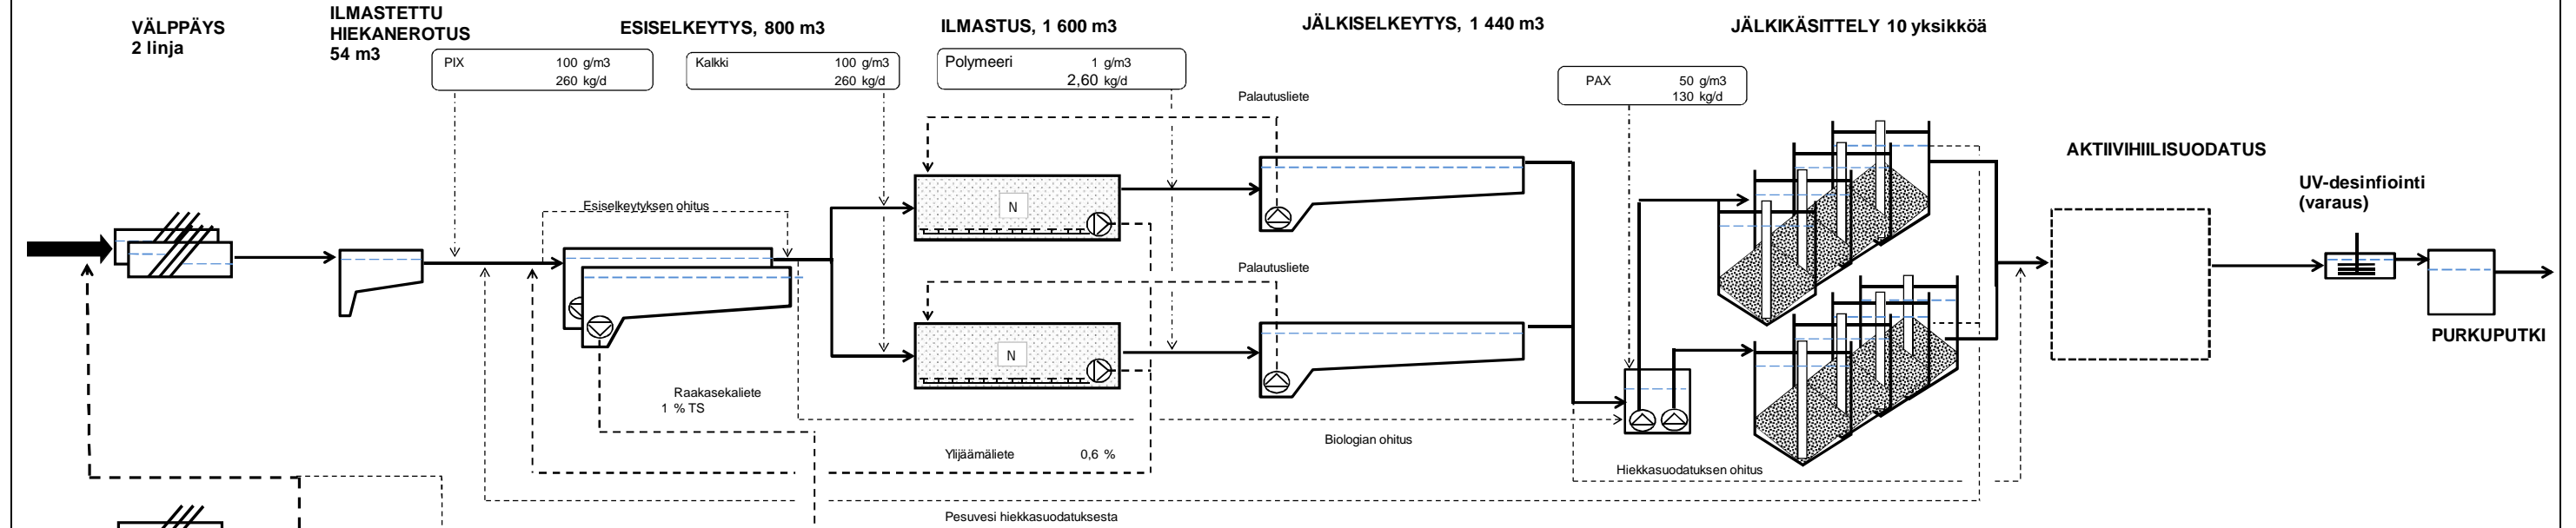 VÄLPPÄYS
2 linja
ILMASTETTU
HIEKANEROTUS
54 m3
ESISELKEYTYS, 800 m3
ILMASTUS, 1 600 m3
JÄLKISELKEYTYS, 1 440 m3
JÄLKIKÄSITTELY 10 yksikköä
PIX 100 g/m3
260 kg/d
Kalkki 100 g/m3
260 kg/d
Polymeeri 1 g/m3
2,60 kg/d
PAX 50 g/m3
130 kg/d
Palautusliete
AKTIIVIHIILISUODATUS
UV-desinfiointi
(varaus)
Esiselkeytyksen ohitus
N
Palautusliete
PURKUPUTKI
N
Raakasekaliete
1 % TS
Biologian ohitus
Ylijäämäliete 0,6 %
Hiekkasuodatuksen ohitus
Pesuvesi hiekkasuodatuksesta